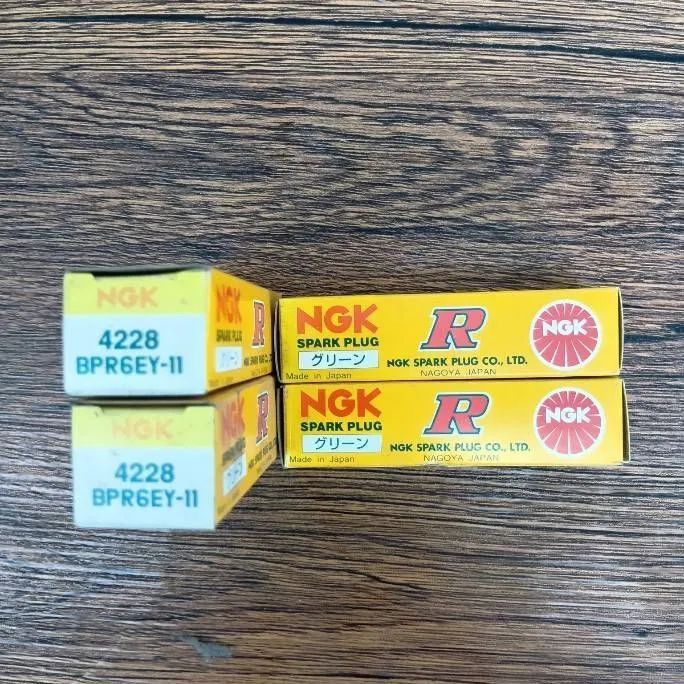 NGK
4228
BPR6EY-11
NGK
SPARK PLUG
R
NGK
SPARK PLUG
グリーン
Made in Japan
R
NGK SPARK PLUG CO., LTD.
NAGOYA JAPAN
NGK
NGK
4228
BPR6EY-11
R
NGK
SPARK PLUG
グリーン
Made in Japan
R
NGK SPARK PLUG CO., LTD.
NAGOYA JAPAN
NGK